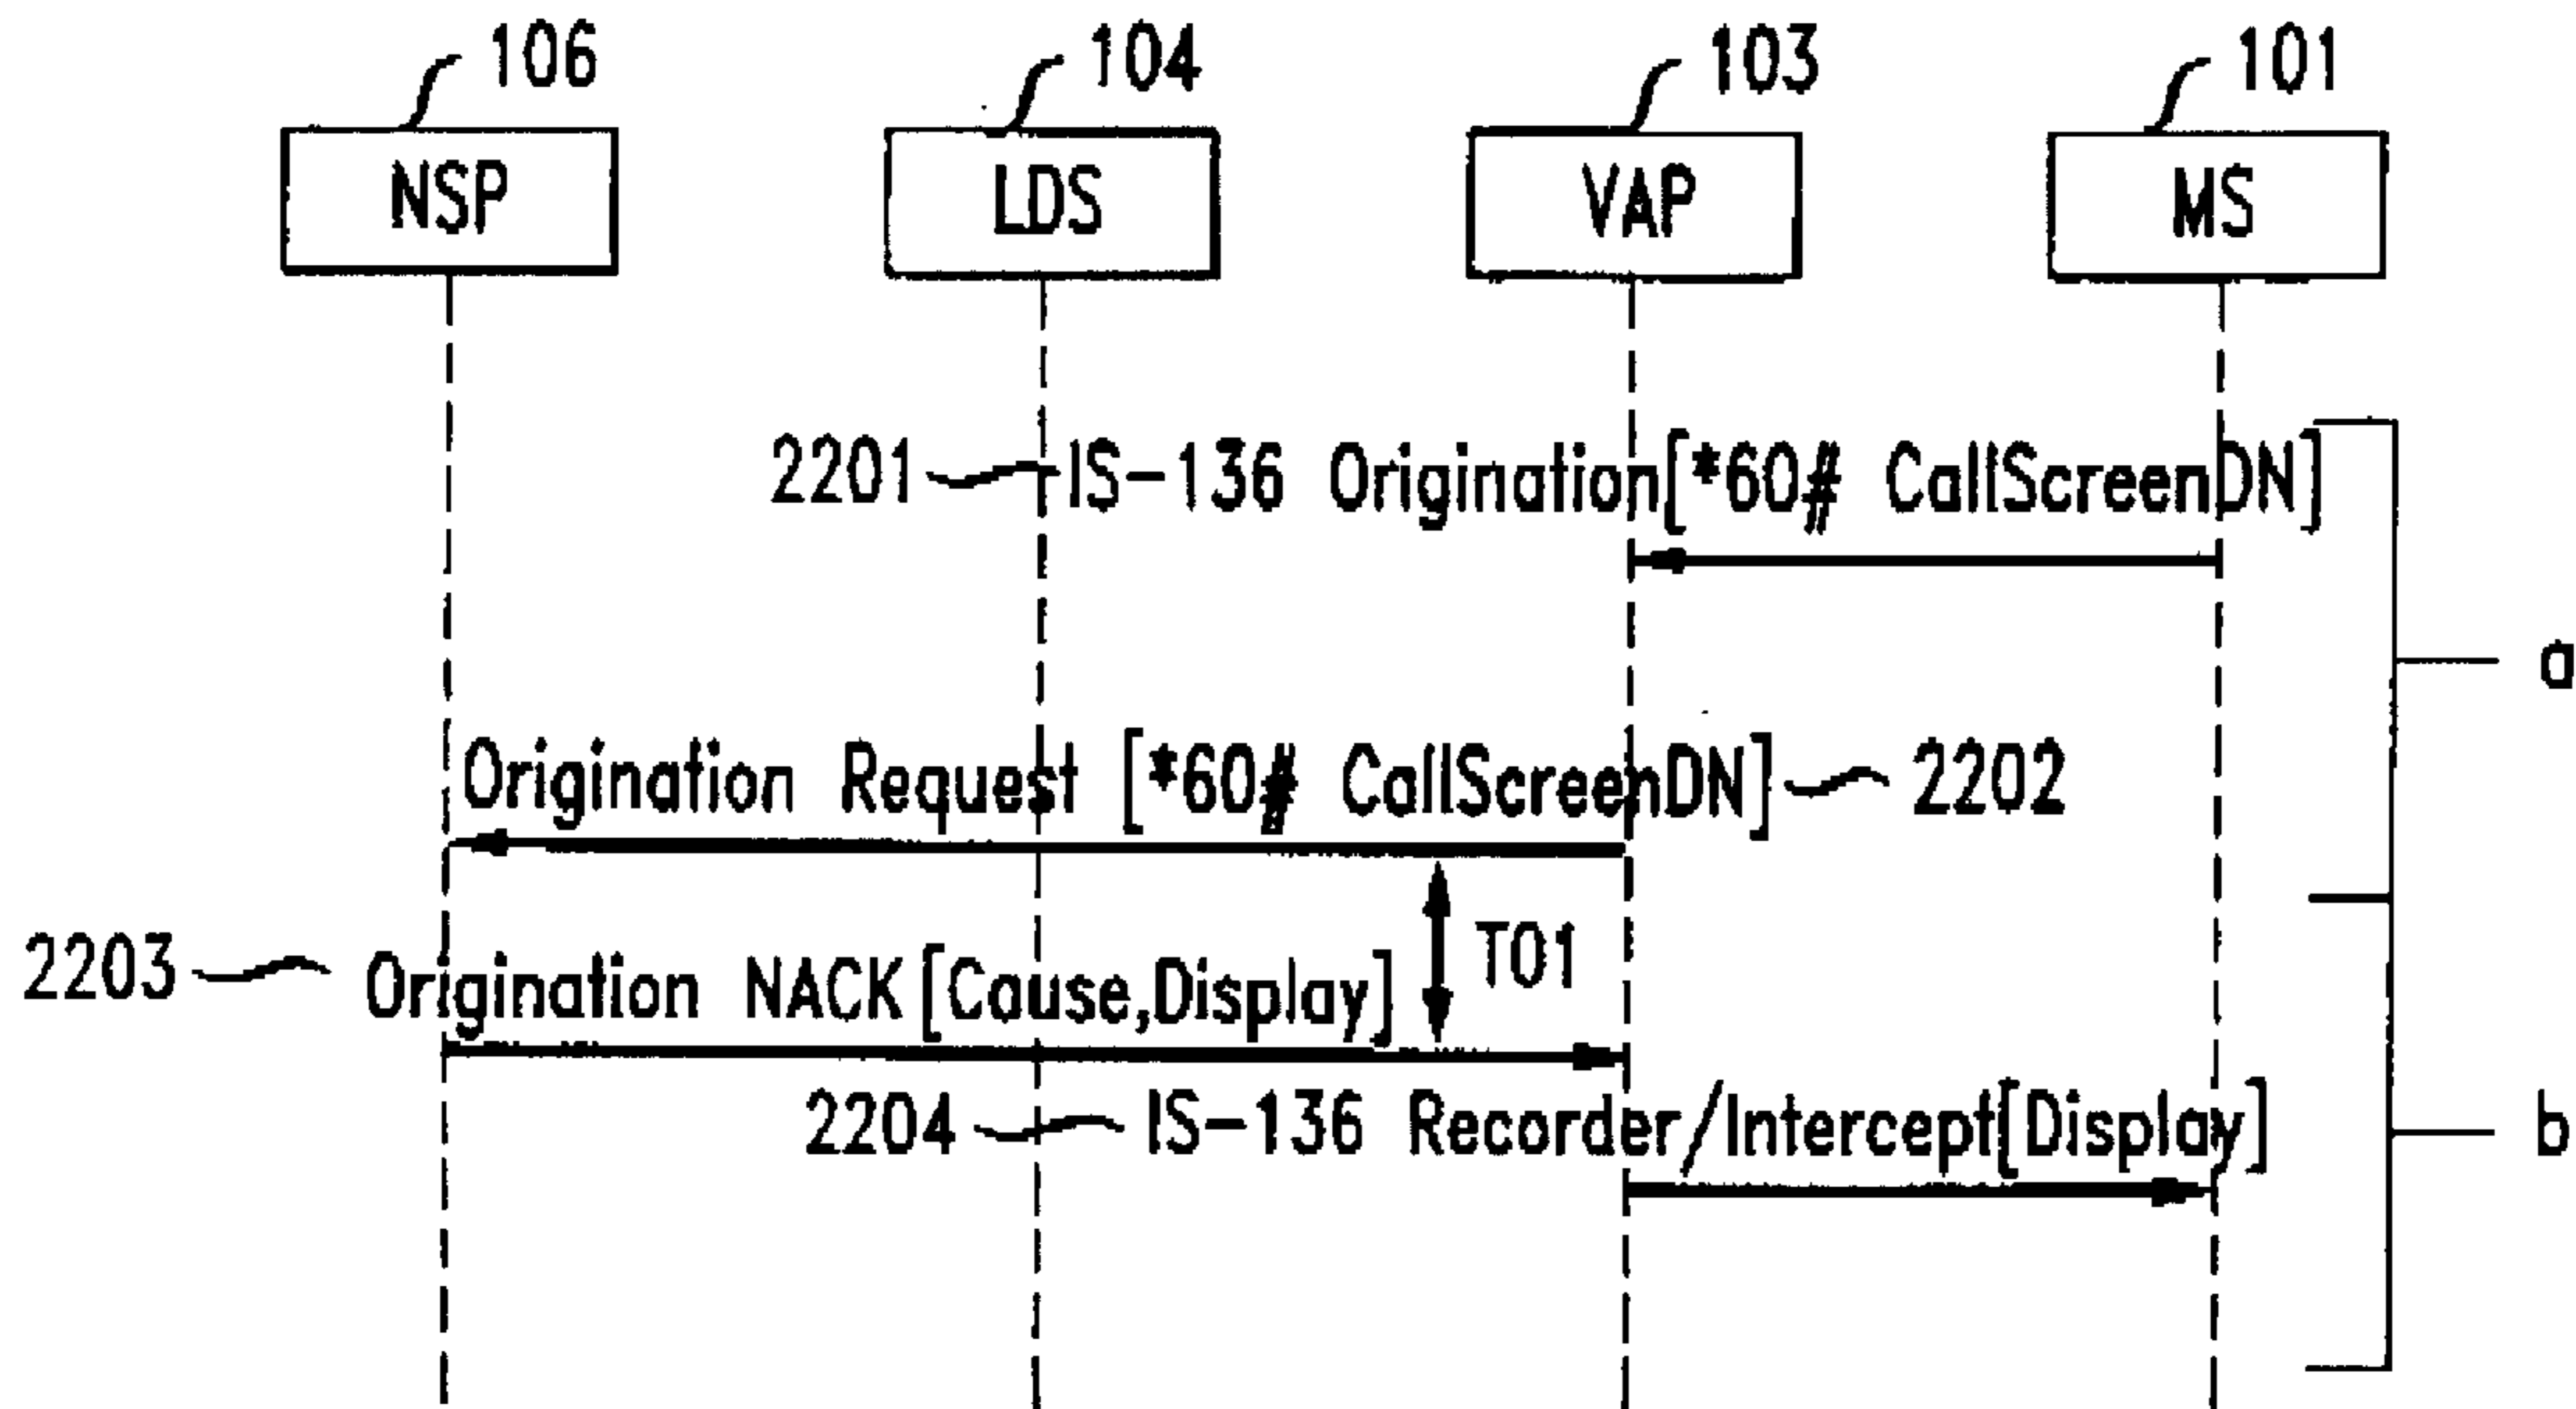 106
104
103
101
NSP
LDS
VAP
MS
2201 IS-136 Origination[*60# CallScreenDN]
a
Origination Request [*60# CallScreenDN] 2202
T01
2203 Origination NACK[Cause,Display]
2204 IS-136 Recorder/Intercept[Display]
b